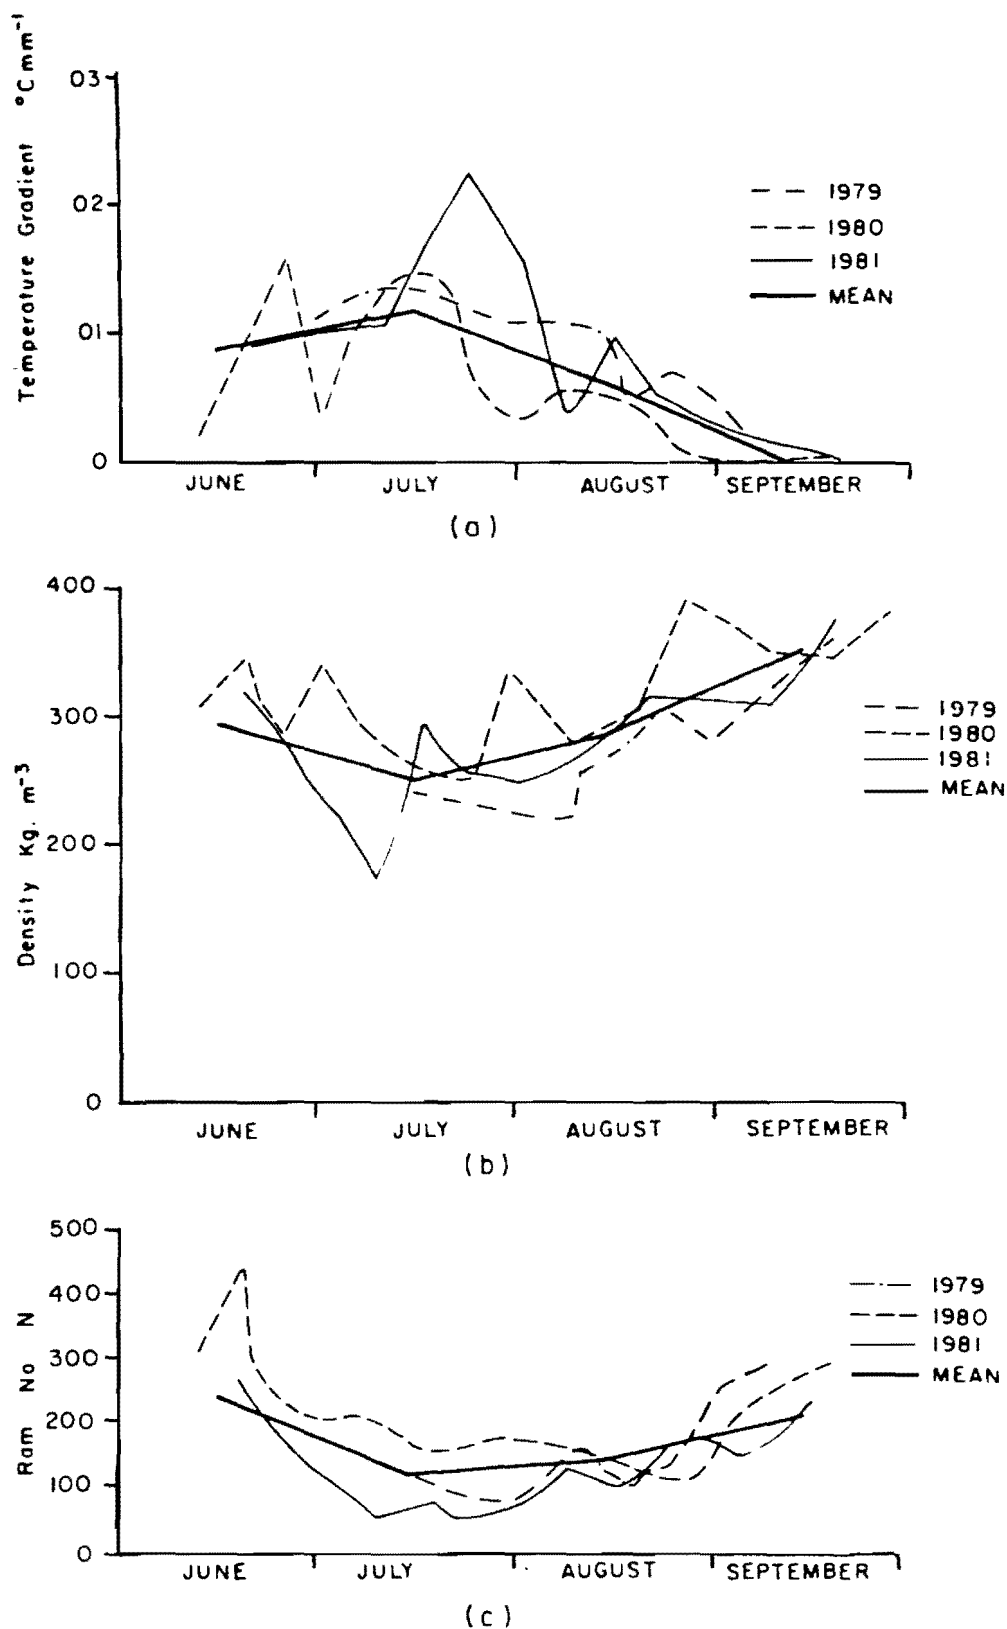 Temperature Gradient °C mm⁻¹
03
02
01
0
1979
1980
1981
MEAN
JUNE JULY AUGUST SEPTEMBER
(a)
Density Kg. m⁻³
400
300
200
100
0
1979
1980
1981
MEAN
JUNE JULY AUGUST SEPTEMBER
(b)
Ram No N
500
400
300
200
100
0
1979
1980
1981
MEAN
JUNE JULY AUGUST SEPTEMBER
(c)